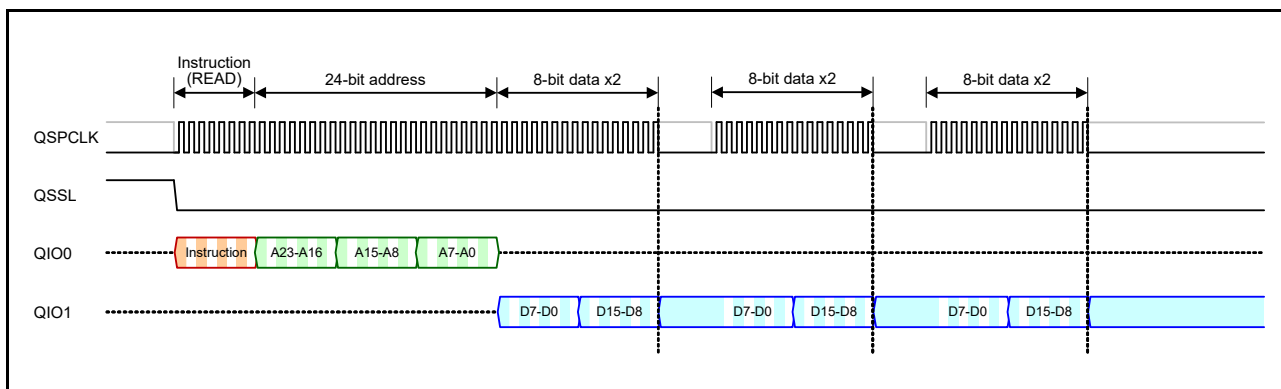 Instruction
(READ)
24-bit address
8-bit data x2
8-bit data x2
8-bit data x2
QSPCLK
QSSL
QIO0
Instruction
A23-A16
A15-A8
A7-A0
QIO1
D7-D0
D15-D8
D7-D0
D15-D8
D7-D0
D15-D8